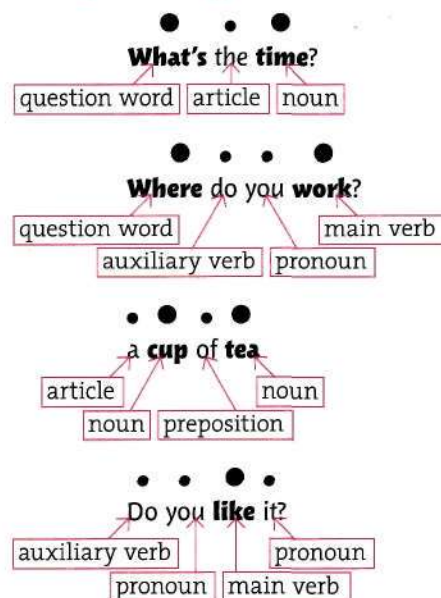 What's the time?
question word article noun
Where do you work?
question word main verb
auxiliary verb pronoun
a cup of tea
article noun
noun preposition
Do you like it?
auxiliary verb pronoun
pronoun main verb